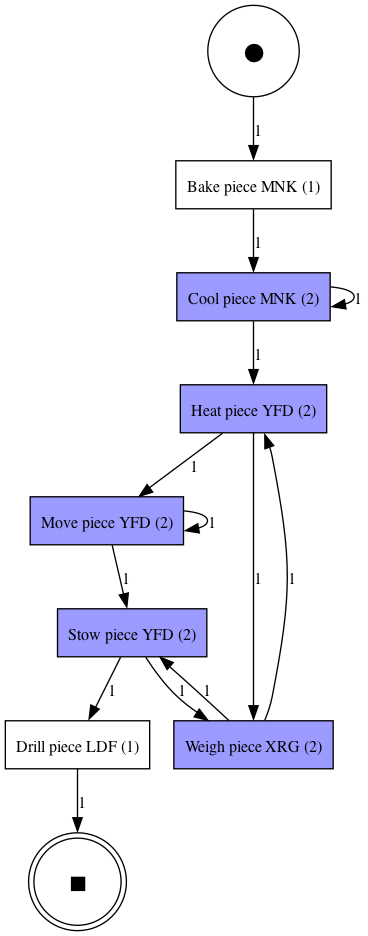 1
Bake piece MNK (1)
1
Cool piece MNK (2)
1
1
Heat piece YFD (2)
1
Move piece YFD (2)
1
1
1
1
Stow piece YFD (2)
1
1
1
Drill piece LDF (1)
Weigh piece XRG (2)
1